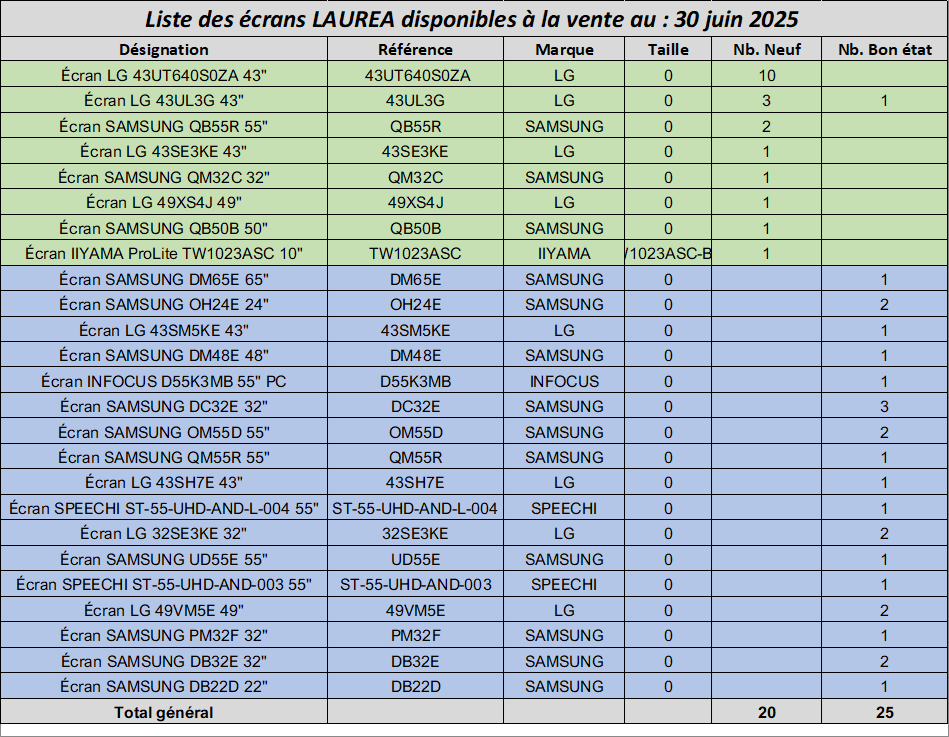 Liste des écrans LAUREA disponibles à la vente au : 30 juin 2025
Désignation Référence Marque Taille Nb. Neuf Nb. Bon état
Écran LG 43UT640S0ZA 43" 43UT640S0ZA LG 0 10
Écran LG 43UL3G 43" 43UL3G LG 0 3 1
Écran SAMSUNG QB55R 55" QB55R SAMSUNG 0 2
Écran LG 43SE3KE 43" 43SE3KE LG 0 1
Écran SAMSUNG QM32C 32" QM32C SAMSUNG 0 1
Écran LG 49XS4J 49" 49XS4J LG 0 1
Écran SAMSUNG QB50B 50" QB50B SAMSUNG 0 1
Écran IIYAMA ProLite TW1023ASC 10" TW1023ASC IIYAMA /1023ASC-B 1
Écran SAMSUNG DM65E 65" DM65E SAMSUNG 0 1
Écran SAMSUNG OH24E 24" OH24E SAMSUNG 0 2
Écran LG 43SM5KE 43" 43SM5KE LG 0 1
Écran SAMSUNG DM48E 48" DM48E SAMSUNG 0 1
Écran INFOCUS D55K3MB 55" PC D55K3MB INFOCUS 0 1
Écran SAMSUNG DC32E 32" DC32E SAMSUNG 0 3
Écran SAMSUNG OM55D 55" OM55D SAMSUNG 0 2
Écran SAMSUNG QM55R 55" QM55R SAMSUNG 0 1
Écran LG 43SH7E 43" 43SH7E LG 0 1
Écran SPEECHI ST-55-UHD-AND-L-004 55" ST-55-UHD-AND-L-004 SPEECHI 0 1
Écran LG 32SE3KE 32" 32SE3KE LG 0 2
Écran SAMSUNG UD55E 55" UD55E SAMSUNG 0 1
Écran SPEECHI ST-55-UHD-AND-003 55" ST-55-UHD-AND-003 SPEECHI 0 1
Écran LG 49VM5E 49" 49VM5E LG 0 2
Écran SAMSUNG PM32F 32" PM32F SAMSUNG 0 1
Écran SAMSUNG DB32E 32" DB32E SAMSUNG 0 2
Écran SAMSUNG DB22D 22" DB22D SAMSUNG 0 1
Total général 20 25